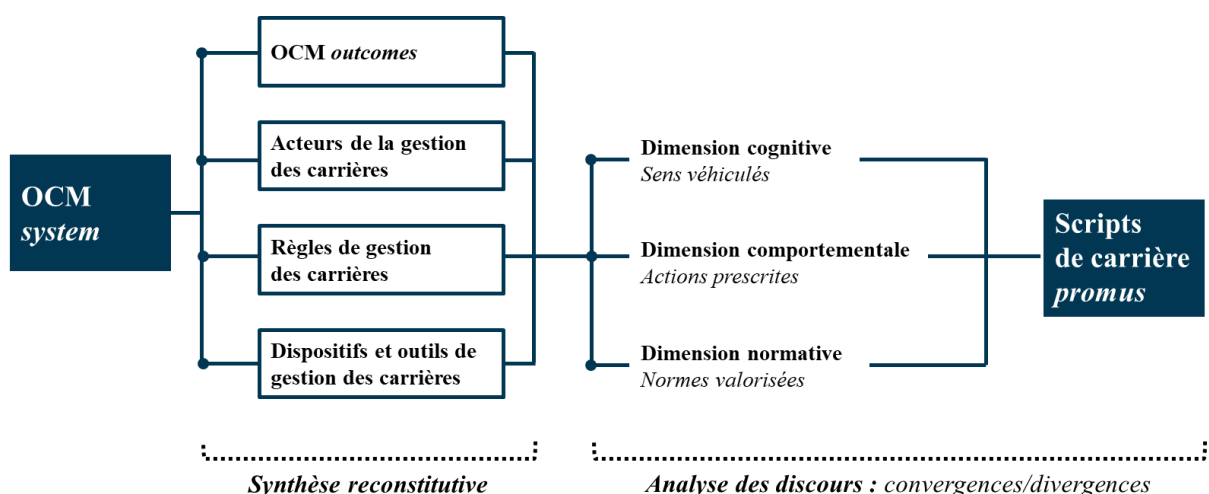 OCM
system
OCM outcomes
Acteurs de la gestion
des carrières
Règles de gestion
des carrières
Dispositifs et outils de
gestion des carrières
Dimension cognitive
Sens véhiculés
Dimension comportementale
Actions prescrites
Dimension normative
Normes valorisées
Scripts
de carrière
promus
Synthèse reconstitutive
Analyse des discours : convergences/divergences